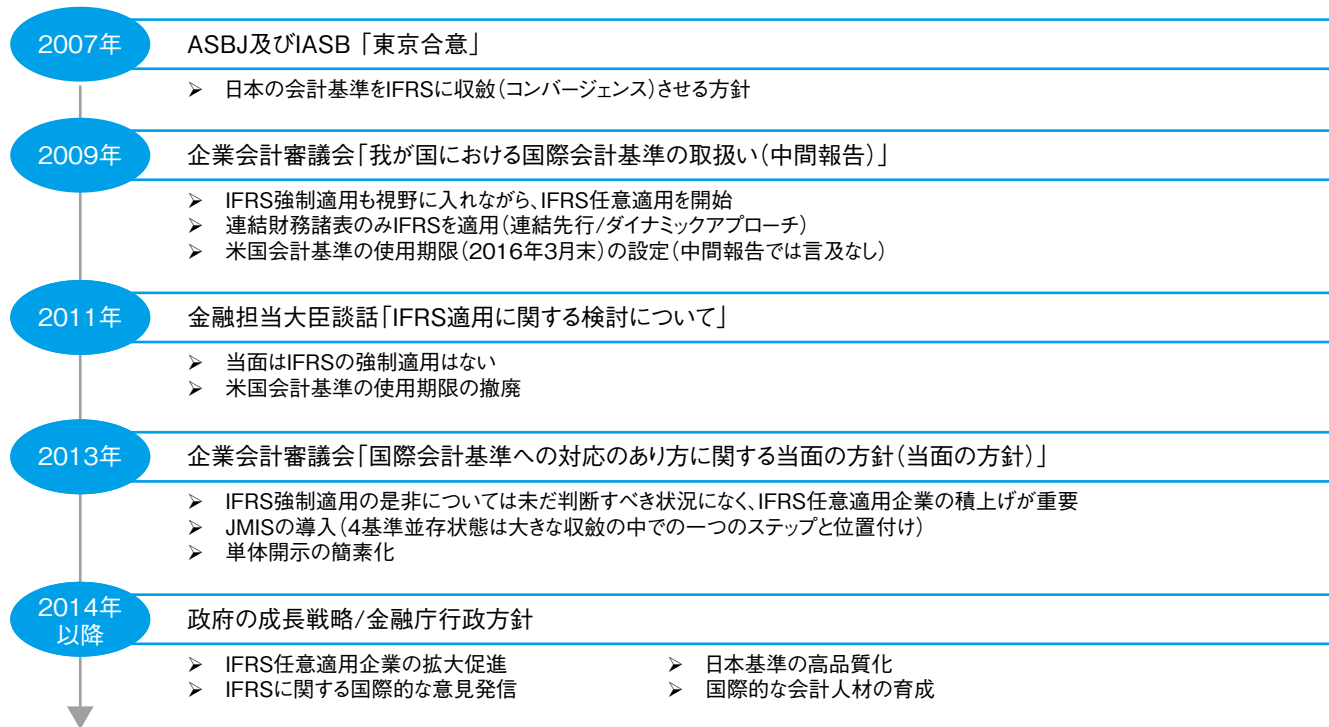 2007年
ASBJ及びIASB「東京合意」
➢ 日本の会計基準をIFRSに収斂（コンバージェンス）させる方針
2009年
企業会計審議会「我が国における国際会計基準の取扱い（中間報告）」
➢ IFRS強制適用も視野に入れながら、IFRS任意適用を開始
➢ 連結財務諸表のみIFRSを適用（連結先行/ダイナミックアプローチ）
➢ 米国会計基準の使用期限（2016年3月末）の設定（中間報告では言及なし）
2011年
金融担当大臣談話「IFRS適用に関する検討について」
➢ 当面はIFRSの強制適用はない
➢ 米国会計基準の使用期限の撤廃
2013年
企業会計審議会「国際会計基準への対応のあり方に関する当面の方針（当面の方針）」
➢ IFRS強制適用の是非については未だ判断すべき状況になく、IFRS任意適用企業の積上げが重要
➢ JMISの導入（4基準並存状態は大きな収斂の中での一つのステップと位置付け）
➢ 単体開示の簡素化
2014年
以降
政府の成長戦略/金融庁行政方針
➢ IFRS任意適用企業の拡大促進
➢ IFRSに関する国際的な意見発信
➢ 日本基準の高品質化
➢ 国際的な会計人材の育成